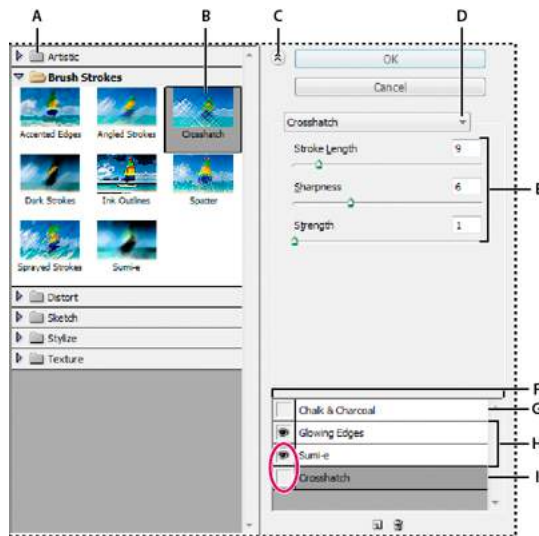 A
B
C
D
Artistic
Brush Strokes
Accented Edges
Angled Strokes
Crosshatch
Dark Strokes
Ink Outlines
Spatter
Sprayed Strokes
Sumi-e
Distort
Sketch
Stylize
Texture
OK
Cancel
Crosshatch
Stroke Length 9
Sharpness 6
Strength 1
E
F
Chalk & Charcoal
G
Glowing Edges
H
Sumi-e
Crosshatch
I